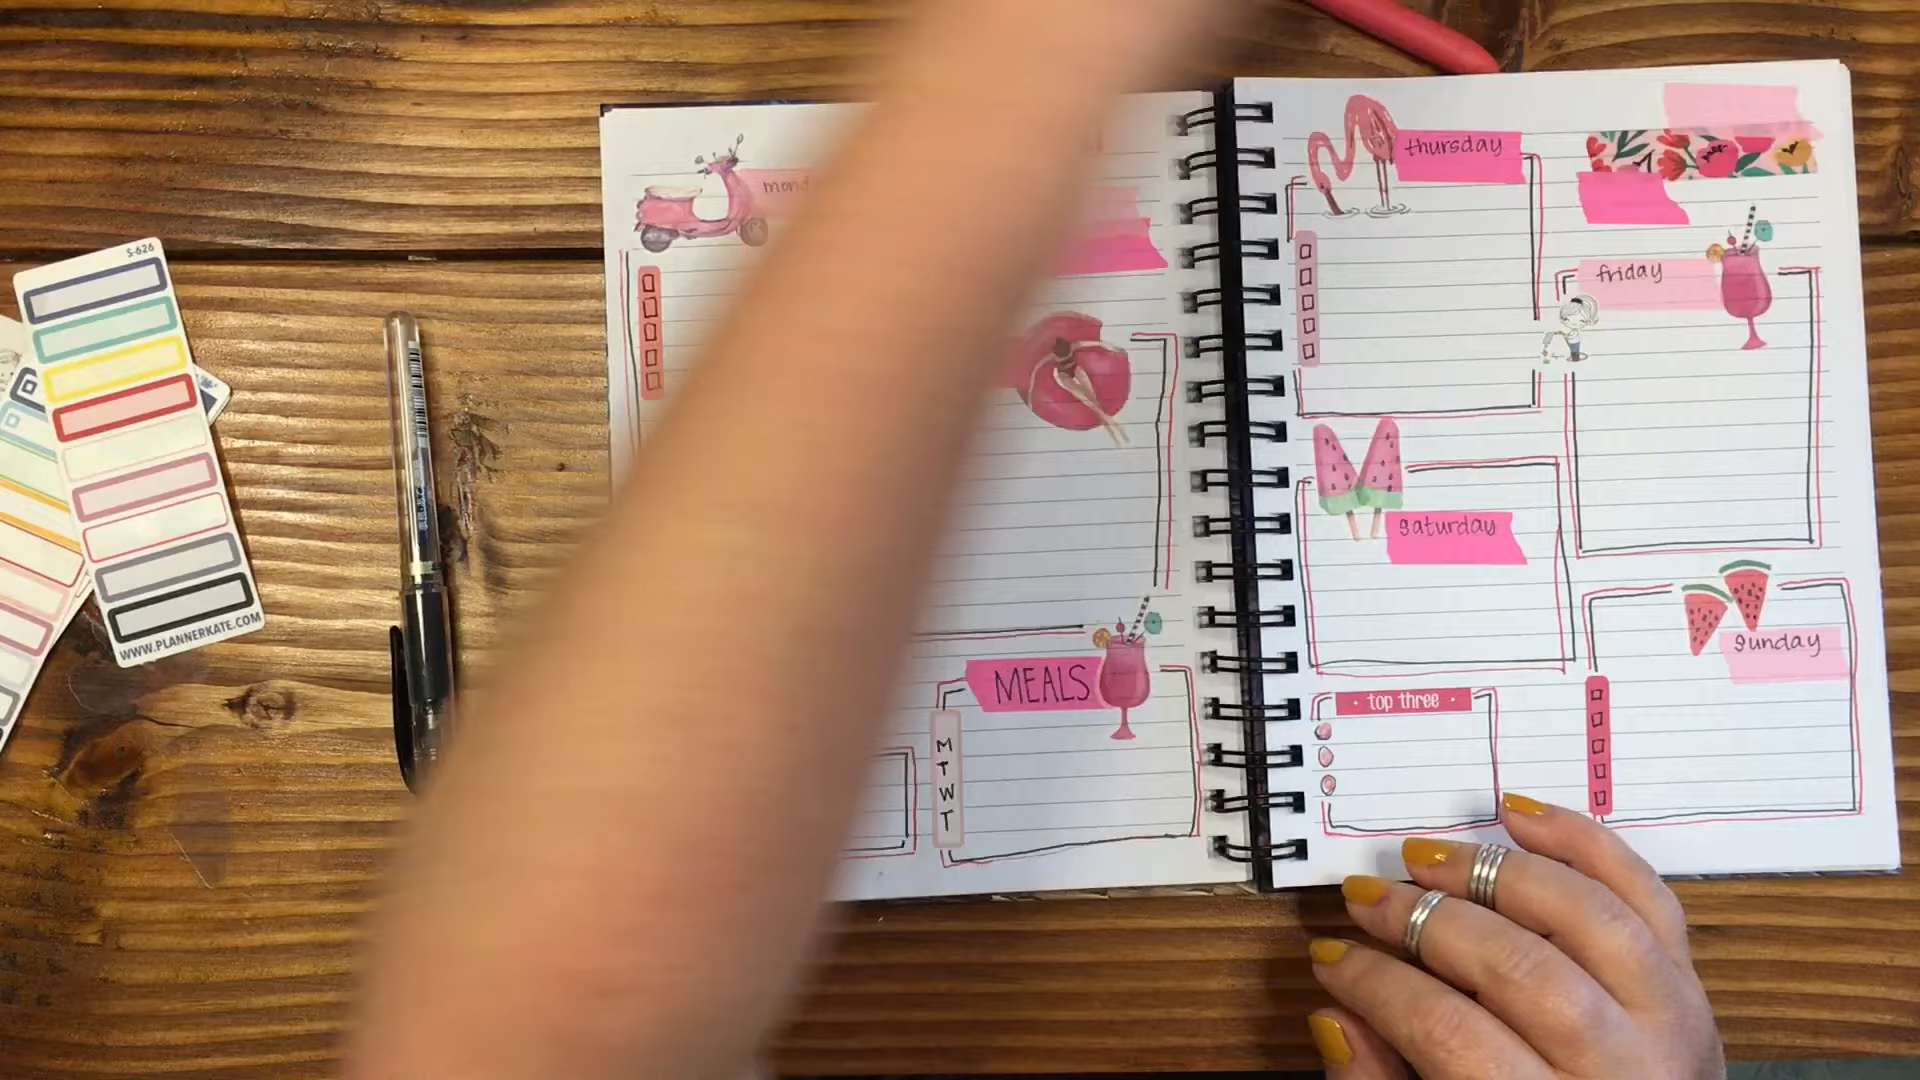 S-626
WWW.PLANNERKATE.COM
MEALS
M
T
W
T
thursday
friday
saturday
sunday
· top three ·